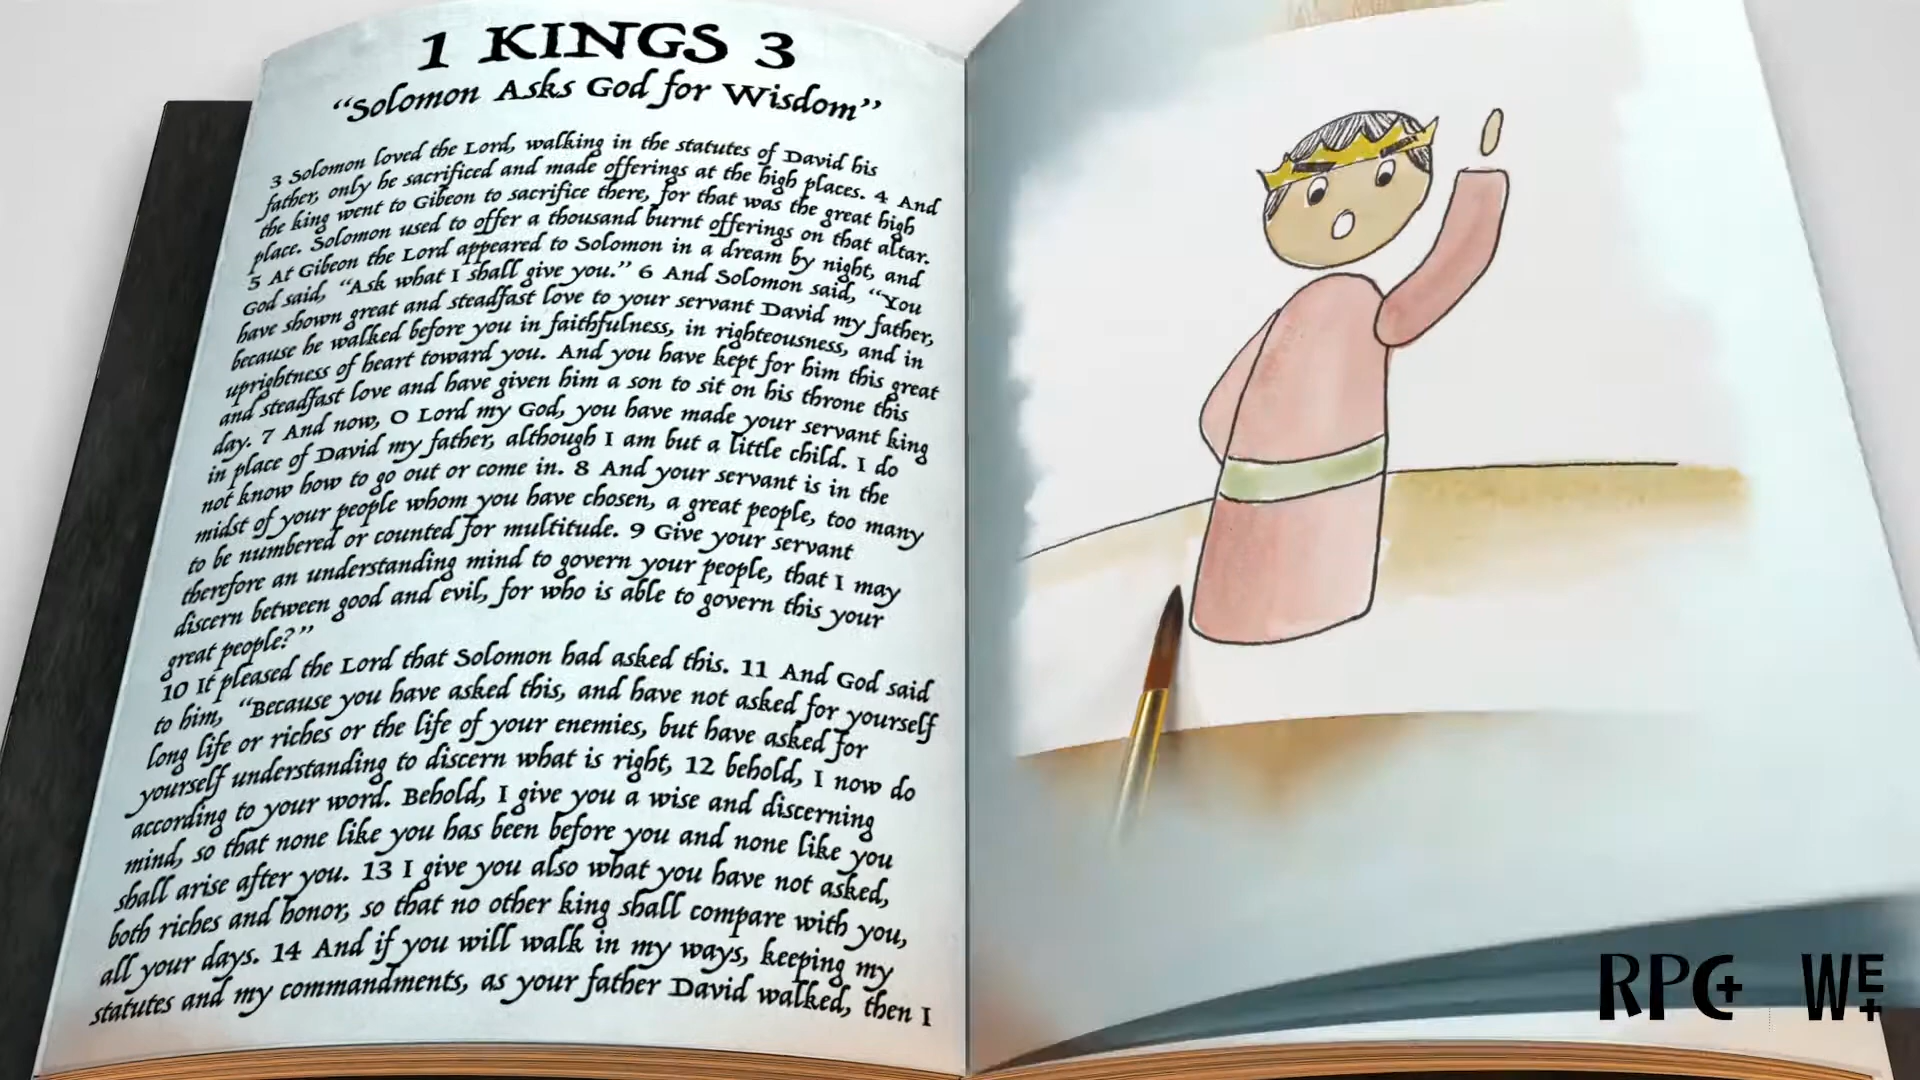 1 KINGS 3
“Solomon Asks God for Wisdom”
3 Solomon loved the Lord, walking in the statutes of David his
father, only he sacrificed and made offerings at the high places. 4 And
the king went to Gibeon to sacrifice there, for that was the great high
place. Solomon used to offer a thousand burnt offerings on that altar.
5 At Gibeon the Lord appeared to Solomon in a dream by night, and
God said, “Ask what I shall give you.” 6 And Solomon said, “You
have shown great and steadfast love to your servant David my father,
because he walked before you in faithfulness, in righteousness, and in
uprightness of heart toward you. And you have kept for him this great
and steadfast love and have given him a son to sit on his throne this
day. 7 And now, O Lord my God, you have made your servant king
in place of David my father, although I am but a little child. I do
not know how to go out or come in. 8 And your servant is in the
midst of your people whom you have chosen, a great people, too many
to be numbered or counted for multitude. 9 Give your servant
therefore an understanding mind to govern your people, that I may
discern between good and evil, for who is able to govern this your
great people?”
10 It pleased the Lord that Solomon had asked this. 11 And God said
to him, “Because you have asked this, and have not asked for yourself
long life or riches or the life of your enemies, but have asked for
yourself understanding to discern what is right, 12 behold, I now do
according to your word. Behold, I give you a wise and discerning
mind, so that none like you has been before you and none like you
shall arise after you. 13 I give you also what you have not asked,
both riches and honor, so that no other king shall compare with you,
all your days. 14 And if you will walk in my ways, keeping my
statutes and my commandments, as your father David walked, then I
RPC+ WE+